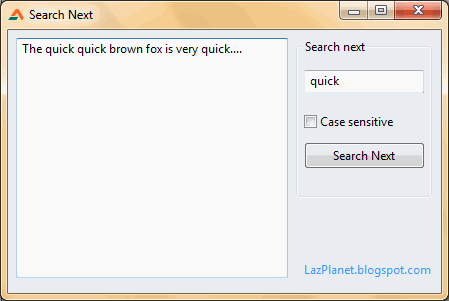 Search Next
The quick quick brown fox is very quick....
Search next
quick
Case sensitive
Search Next
LazPlanet.blogspot.com